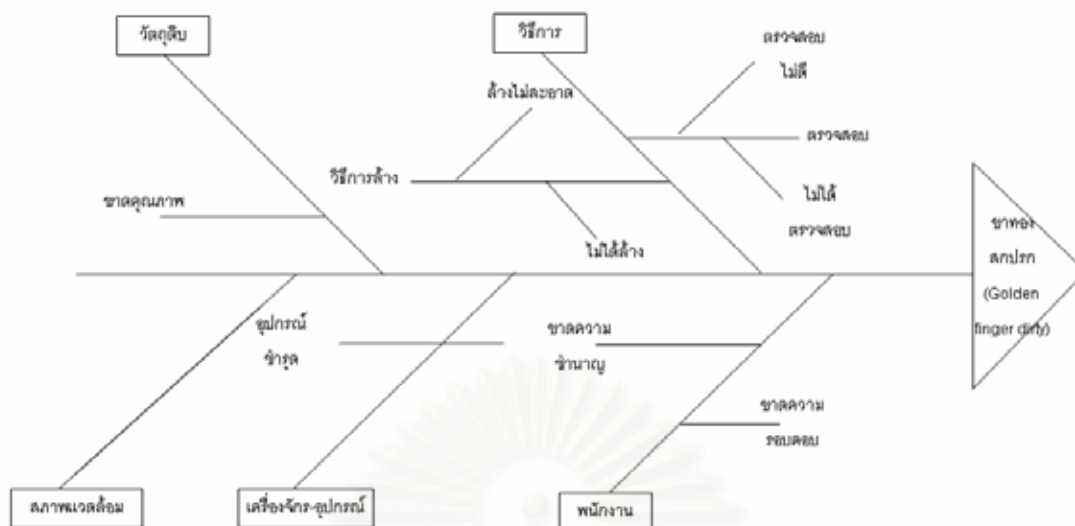 วัตถุดิบ
วิธีการ
ตรวจสอบ
ไม่ดี
ล้างไม่สะอาด
ตรวจสอบ
วิธีการล้าง
ขาดคุณภาพ
ไม่ได้
ตรวจสอบ
ไม่ได้ล้าง
ขาทอง
สกปรก
(Golden
finger dirty)
อุปกรณ์
ชำรุด
ขาดความ
ชำนาญ
ขาดความ
รอบคอบ
สภาพแวดล้อม
เครื่องจักร-อุปกรณ์
พนักงาน